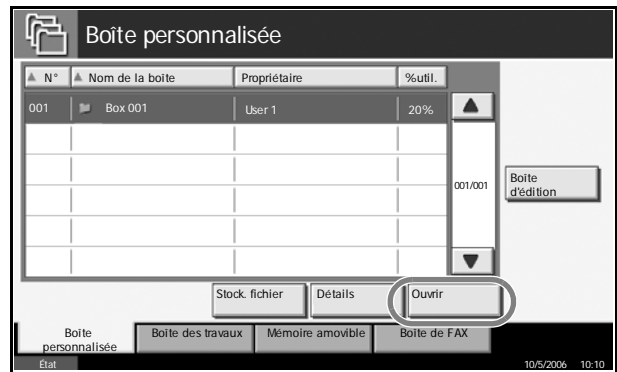 Boîte personnalisée
N° Nom de la boîte Propriétaire %util.
001 Box 001 User 1 20%
001/001
Boîte
d'édition
Stock. fichier Détails Ouvrir
Boîte
personnalisée
Boîte des travaux Mémoire amovible Boîte de FAX
État 10/5/2006 10:10